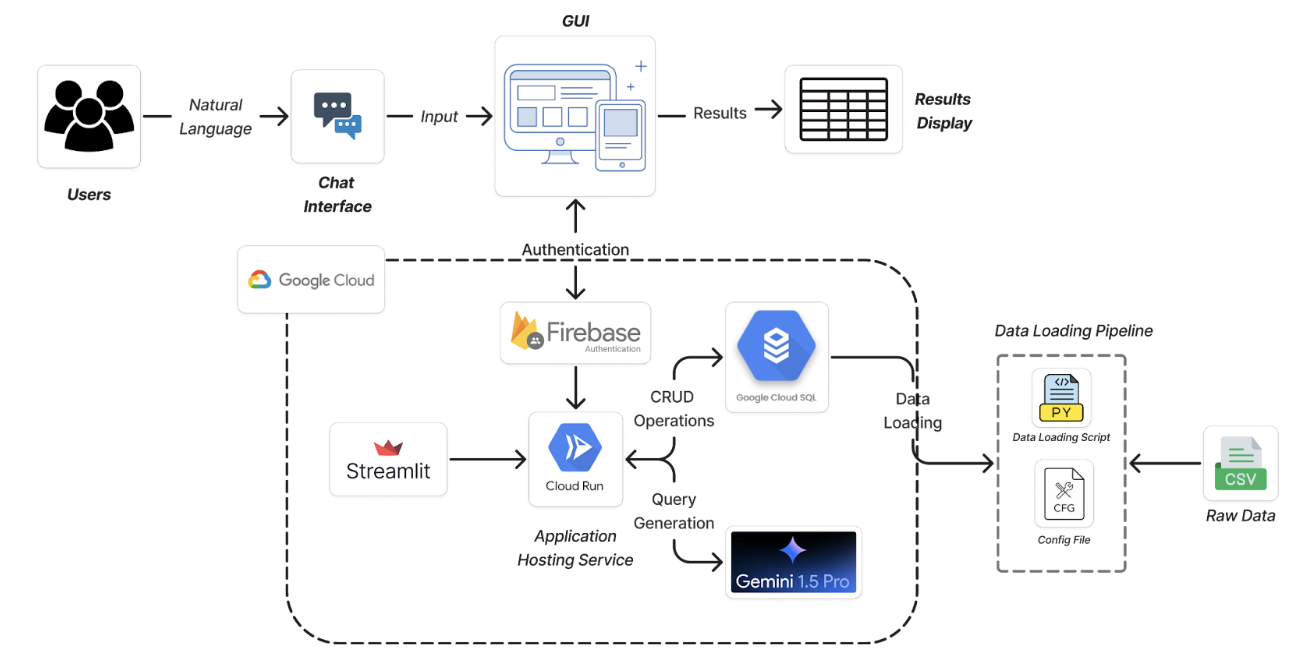 GUI
Natural
Language
Input
Results
Results
Display
Users
Chat
Interface
Authentication
Google Cloud
Firebase
Authentication
Data Loading Pipeline
CRUD
Operations
Google Cloud SQL
Data
Loading
</>
PY
Data Loading Script
Streamlit
Cloud Run
CSV
Raw Data
Query
Generation
CFG
Config File
Application
Hosting Service
Gemini 1.5 Pro